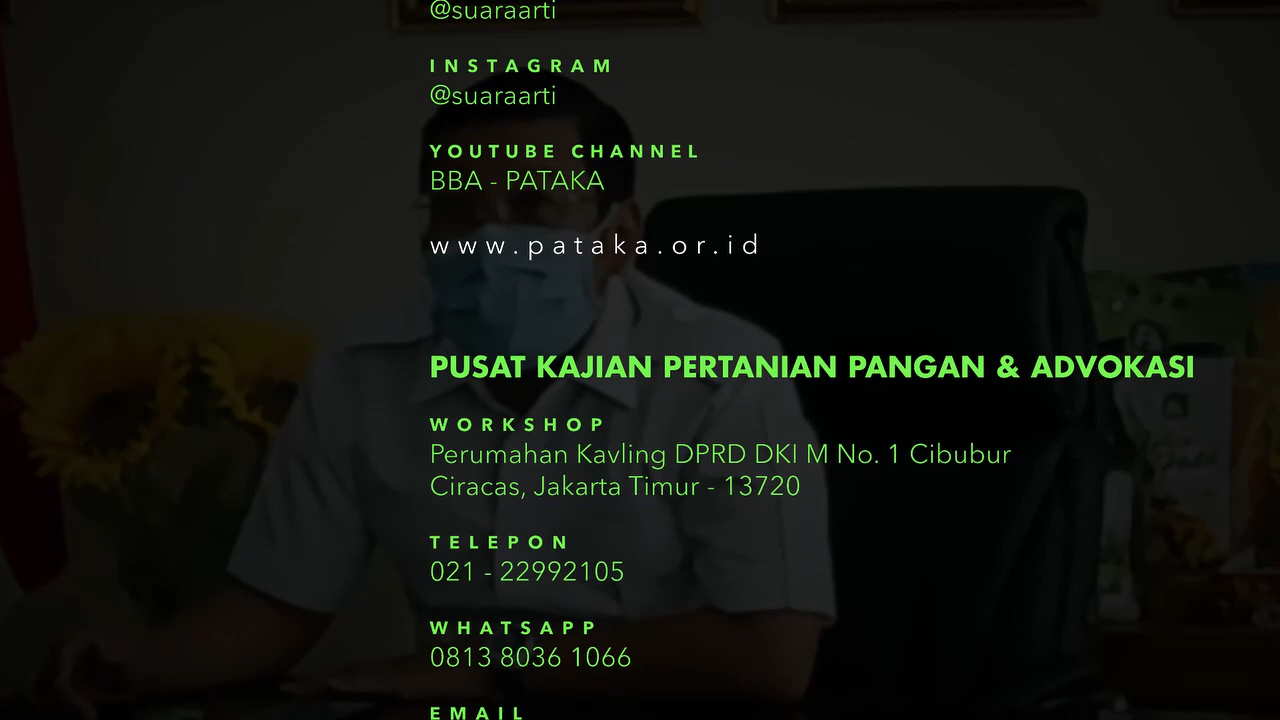 @suaraarti
INSTAGRAM
@suaraarti
YOUTUBE CHANNEL
BBA - PATAKA
www.pataka.or.id
PUSAT KAJIAN PERTANIAN PANGAN & ADVOKASI
WORKSHOP
Perumahan Kavling DPRD DKI M No. 1 Cibubur
Ciracas, Jakarta Timur - 13720
TELEPON
021 - 22992105
WHATSAPP
0813 8036 1066
EMAIL